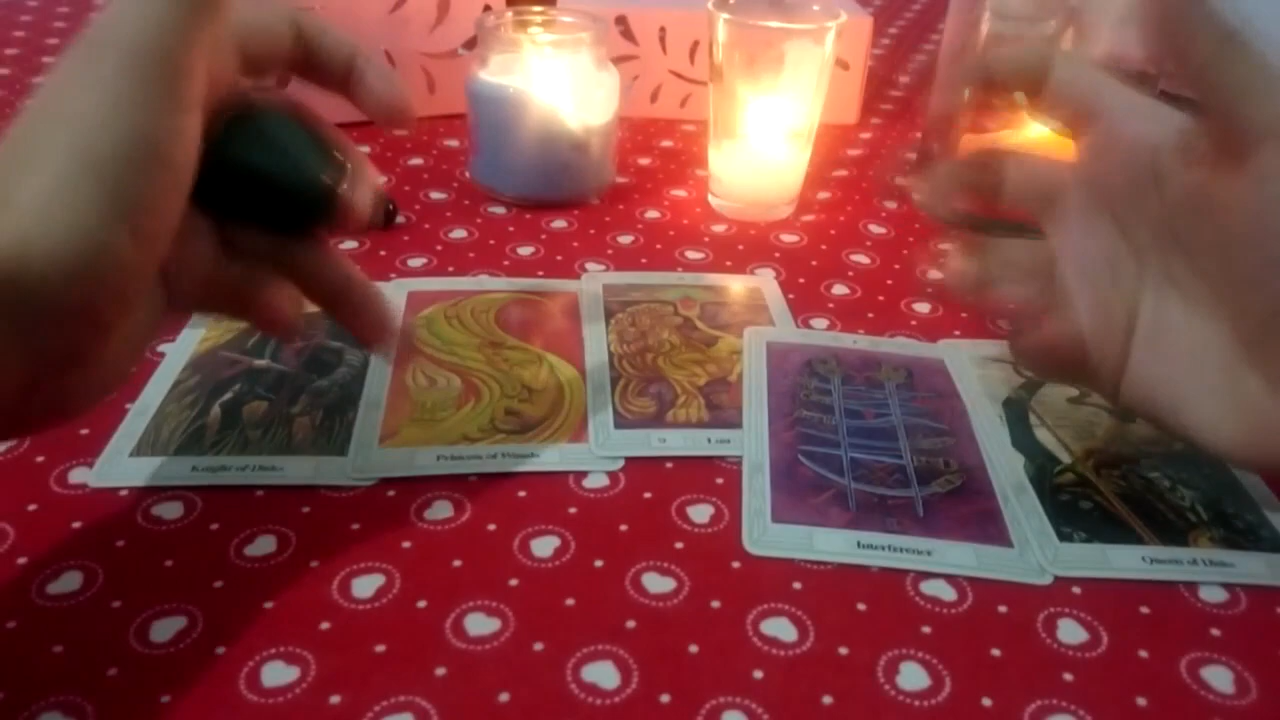 Knight of Disks
Princess of Wands
Lust
Interference
Queen of Disks